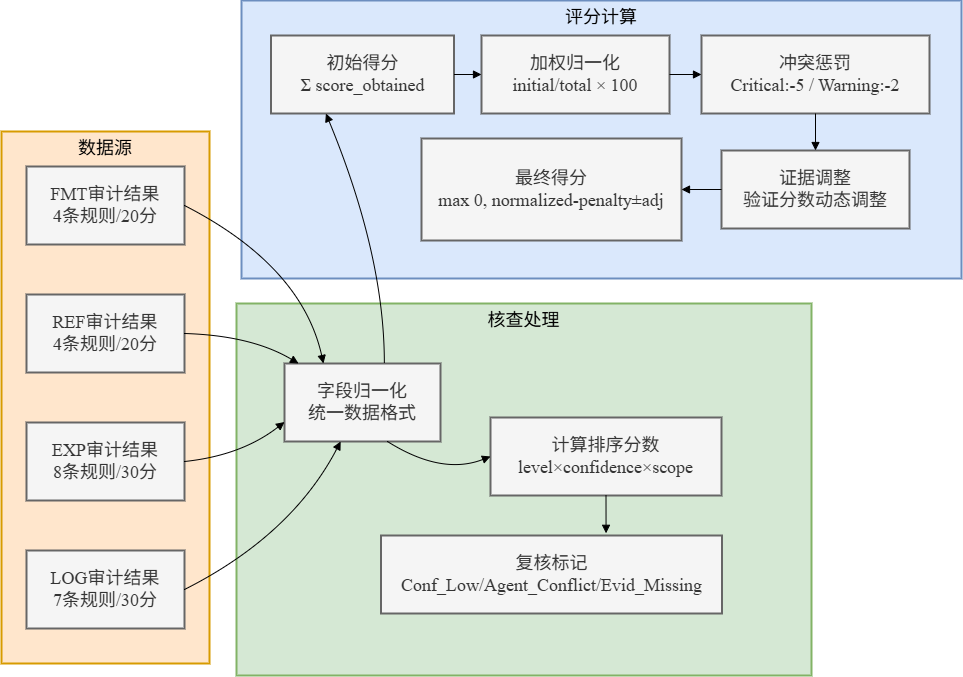 评分计算
初始得分
Σ score_obtained
加权归一化
initial/total × 100
冲突惩罚
Critical:-5 / Warning:-2
证据调整
验证分数动态调整
最终得分
max 0, normalized-penalty±adj
数据源
FMT审计结果
4条规则/20分
REF审计结果
4条规则/20分
EXP审计结果
8条规则/30分
LOG审计结果
7条规则/30分
核查处理
字段归一化
统一数据格式
计算排序分数
level×confidence×scope
复核标记
Conf_Low/Agent_Conflict/Evid_Missing